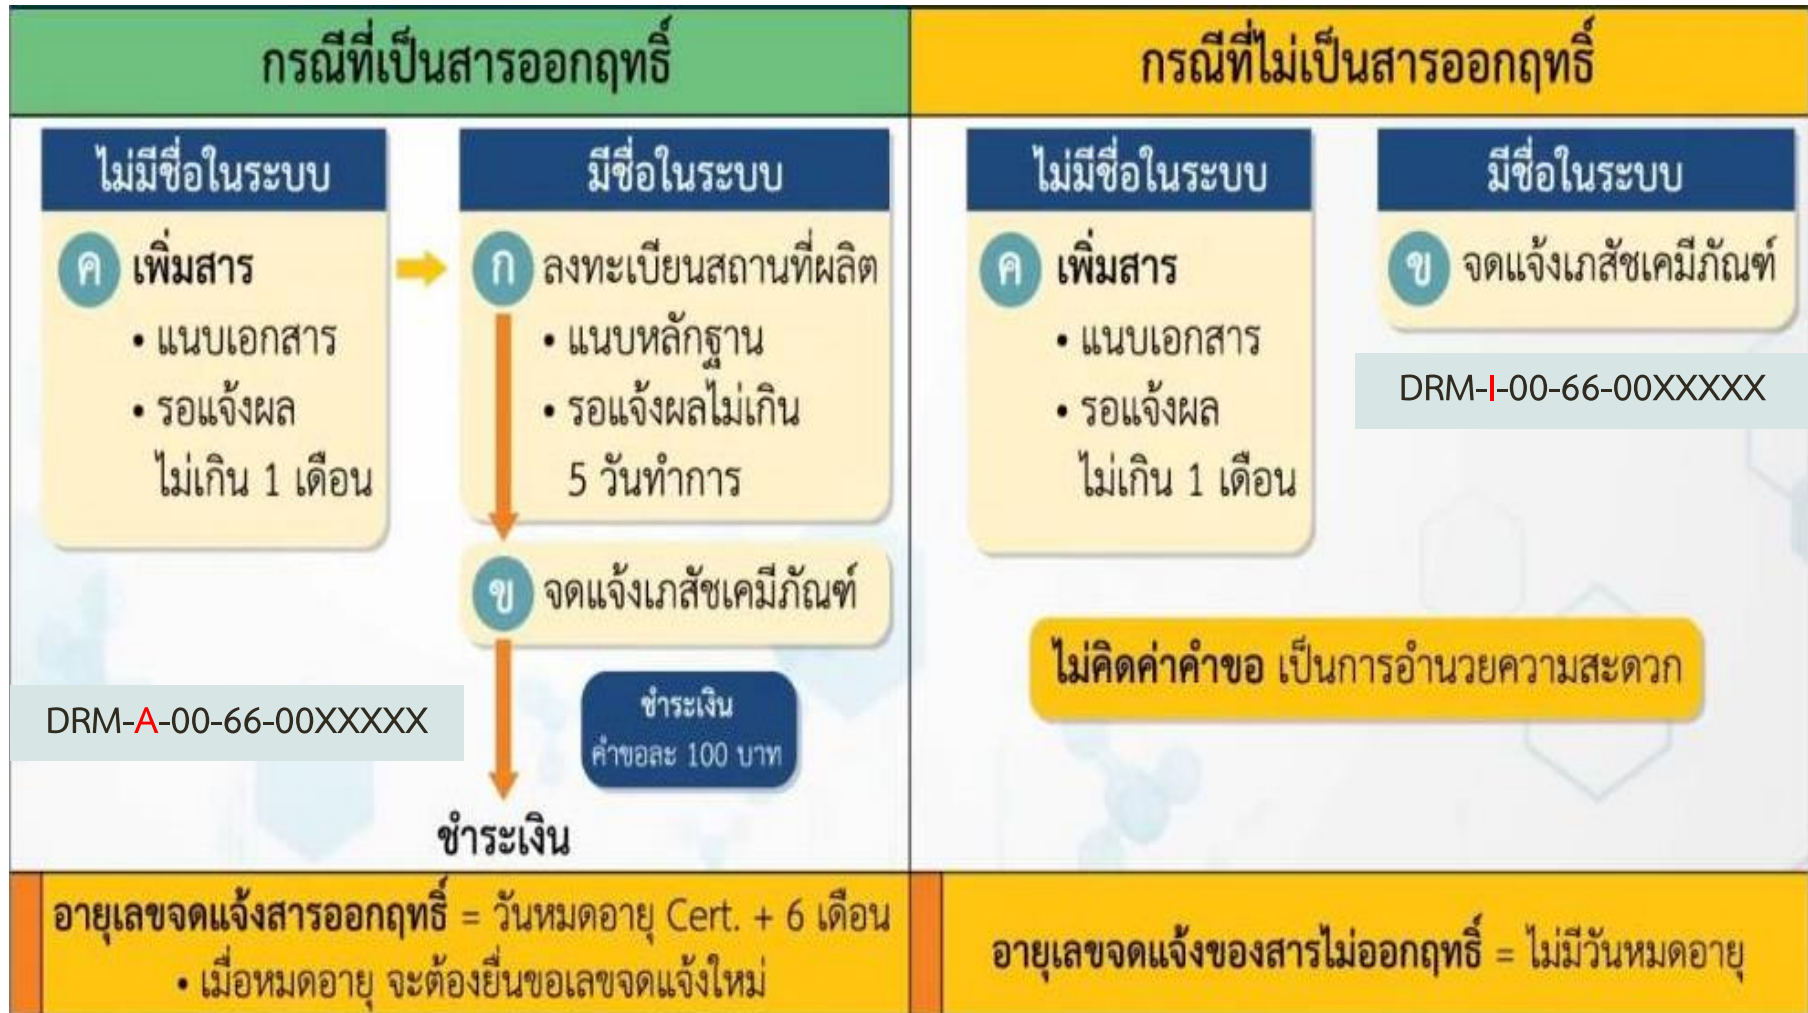 กรณีที่เป็นสารออกฤทธิ์
ไม่มีชื่อในระบบ
ค เพิ่มสาร
• แนบเอกสาร
• รอแจ้งผล
ไม่เกิน 1 เดือน
มีชื่อในระบบ
ก ลงทะเบียนสถานที่ผลิต
• แนบหลักฐาน
• รอแจ้งผลไม่เกิน
5 วันทำการ
ข จดแจ้งเภสัชเคมีภัณฑ์
DRM-A-00-66-00XXXXX
ชำระเงิน
คำขอละ 100 บาท
ชำระเงิน
อายุเลขจดแจ้งสารออกฤทธิ์ = วันหมดอายุ Cert. + 6 เดือน
• เมื่อหมดอายุ จะต้องยื่นขอเลขจดแจ้งใหม่
กรณีที่ไม่เป็นสารออกฤทธิ์
ไม่มีชื่อในระบบ
ค เพิ่มสาร
• แนบเอกสาร
• รอแจ้งผล
ไม่เกิน 1 เดือน
มีชื่อในระบบ
ข จดแจ้งเภสัชเคมีภัณฑ์
DRM-I-00-66-00XXXXX
ไม่คิดค่าคำขอ เป็นการอำนวยความสะดวก
อายุเลขจดแจ้งของสารไม่ออกฤทธิ์ = ไม่มีวันหมดอายุ